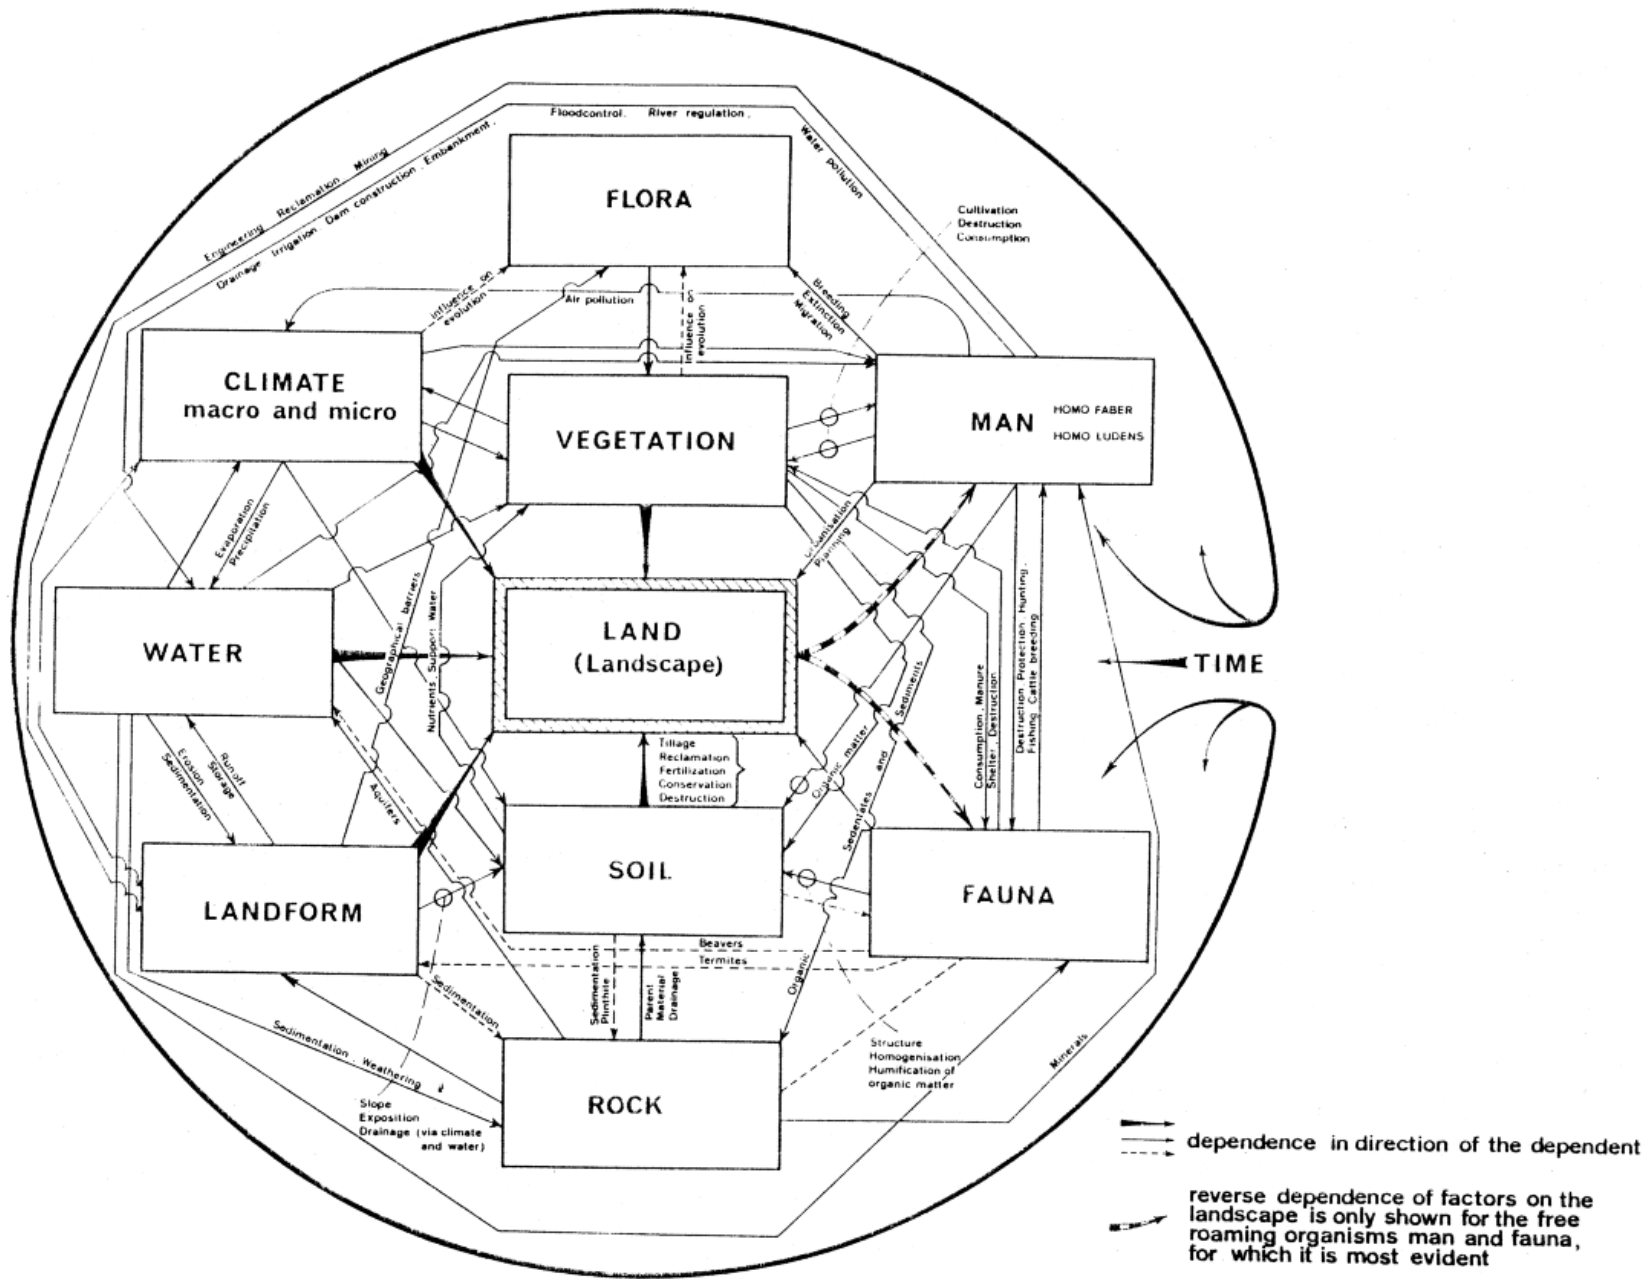 Floodcontrol. River regulation.
Engineering Reclamation Mining
Drainage Irrigation Dam construction. Embankment.
Water pollution
FLORA
Cultivation
Destruction
Consumption
Influence on
evolution
Air pollution
Influence on
evolution
Breeding
Extinction
Migration
CLIMATE
macro and micro
VEGETATION
MAN
HOMO FABER
HOMO LUDENS
Evaporation
Precipitation
Urbanisation
Planning
WATER
Geographical barriers
Nutrients, Support, Water
LAND
(Landscape)
TIME
Consumption, Manure
Shelter, Destruction
Destruction Protection Hunting.
Fishing Cattle breeding
Erosion
Sedimentation
Runoff
Storage
Aquifers
Tillage
Reclamation
Fertilization
Conservation
Destruction
Organic matter
Sedentates and Sediments
Organic
LANDFORM
SOIL
FAUNA
Beavers
Termites
Sedimentation
Sedimentation
Plinthite
Parent
Material
Drainage
Sedimentation. Weathering
Slope
Exposition
Drainage (via climate
and water)
ROCK
Structure
Homogenisation
Humification of
organic matter
Minerals
dependence in direction of the dependent
reverse dependence of factors on the
landscape is only shown for the free
roaming organisms man and fauna,
for which it is most evident